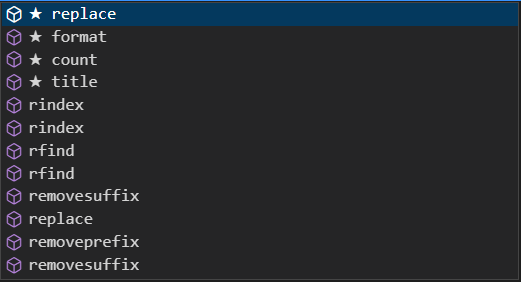 ★ replace
★ format
★ count
★ title
rindex
rindex
rfind
rfind
removesuffix
replace
removeprefix
removesuffix